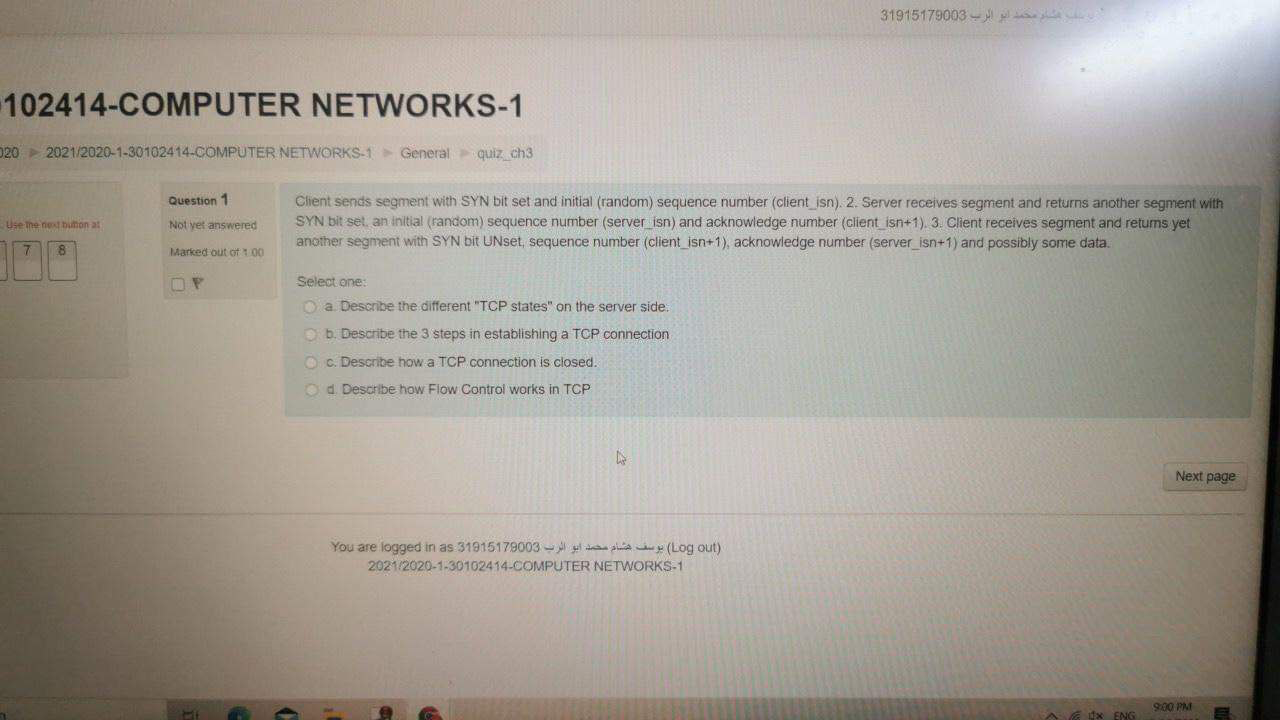 31915179003 يوسف هشام محمد ابو الرب
102414-COMPUTER NETWORKS-1
020 ► 2021/2020-1-30102414-COMPUTER NETWORKS-1 ► General ► quiz_ch3
. Use the next button at
7 8
Question 1
Not yet answered
Marked out of 1.00
Client sends segment with SYN bit set and initial (random) sequence number (client_isn). 2. Server receives segment and returns another segment with
SYN bit set, an initial (random) sequence number (server_isn) and acknowledge number (client_isn+1). 3. Client receives segment and returns yet
another segment with SYN bit UNset, sequence number (client_isn+1), acknowledge number (server_isn+1) and possibly some data.
Select one:
a. Describe the different "TCP states" on the server side.
b. Describe the 3 steps in establishing a TCP connection
c. Describe how a TCP connection is closed.
d. Describe how Flow Control works in TCP
Next page
You are logged in as 31915179003 يوسف هشام محمد ابو الرب (Log out)
2021/2020-1-30102414-COMPUTER NETWORKS-1
ENG
9:00 PM